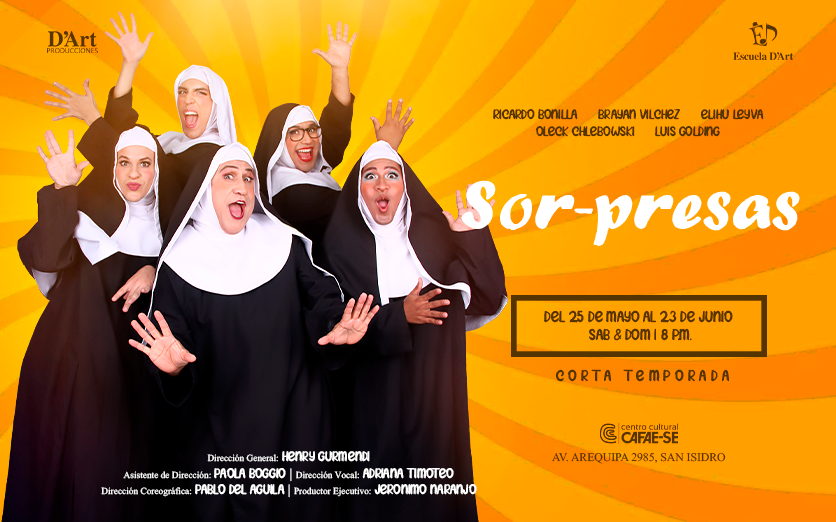 D'Art
PRODUCCIONES
Escuela D'Art
RICARDO BONILLA BRAYAN VILCHEZ ELIHÚ LEYVA
OLECK CHLEBOWSKI LUIS GOLDING
Sor-presas
DEL 25 DE MAYO AL 23 DE JUNIO
SAB & DOM | 8 PM.
CORTA TEMPORADA
centro cultural
CAFAE-SE
AV. AREQUIPA 2985, SAN ISIDRO
Dirección General: HENRY GURMENDI
Asistente de Dirección: PAOLA BOGGIO | Dirección Vocal: ADRIANA TIMOTEO
Dirección Coreográfica: PABLO DEL AGUILA | Productor Ejecutivo: JERONIMO NARANJO